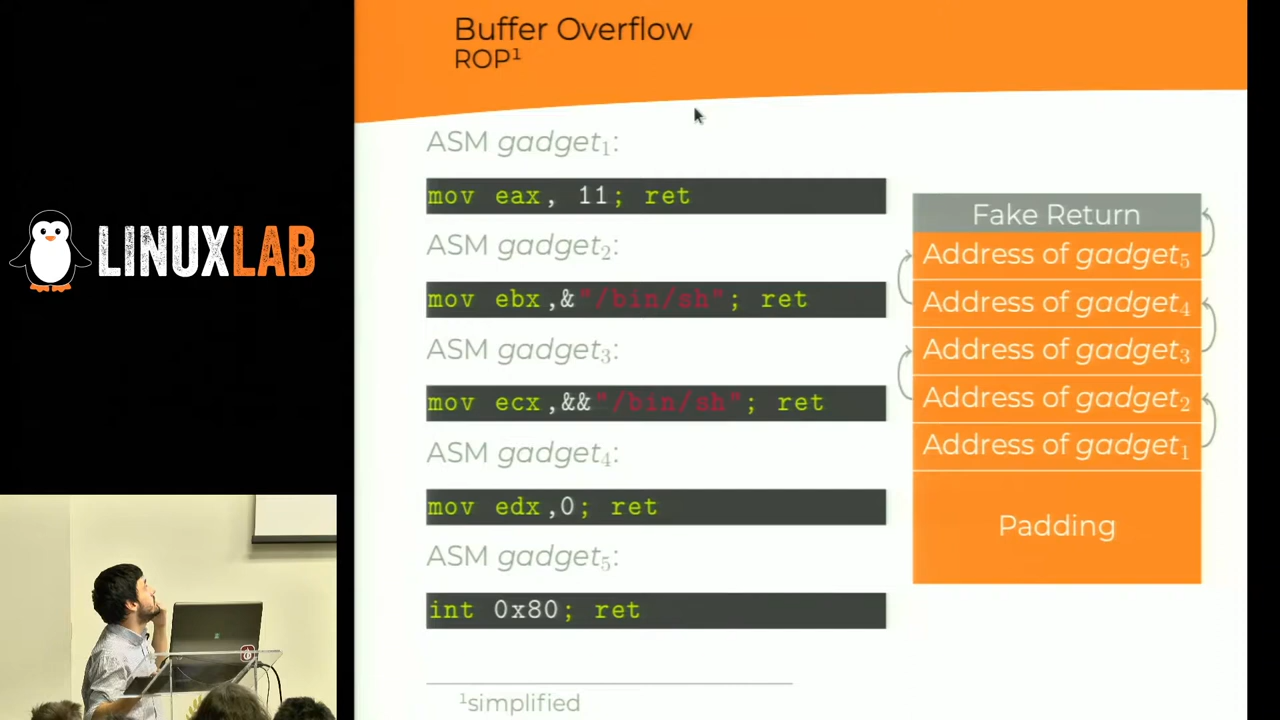 Buffer Overflow
ROP¹
LINUXLAB
ASM gadget₁:
mov eax, 11; ret
ASM gadget₂:
mov ebx,&"/bin/sh"; ret
ASM gadget₃:
mov ecx,&&"/bin/sh"; ret
ASM gadget₄:
mov edx,0; ret
ASM gadget₅:
int 0x80; ret
Fake Return
Address of gadget₅
Address of gadget₄
Address of gadget₃
Address of gadget₂
Address of gadget₁
Padding
¹simplified